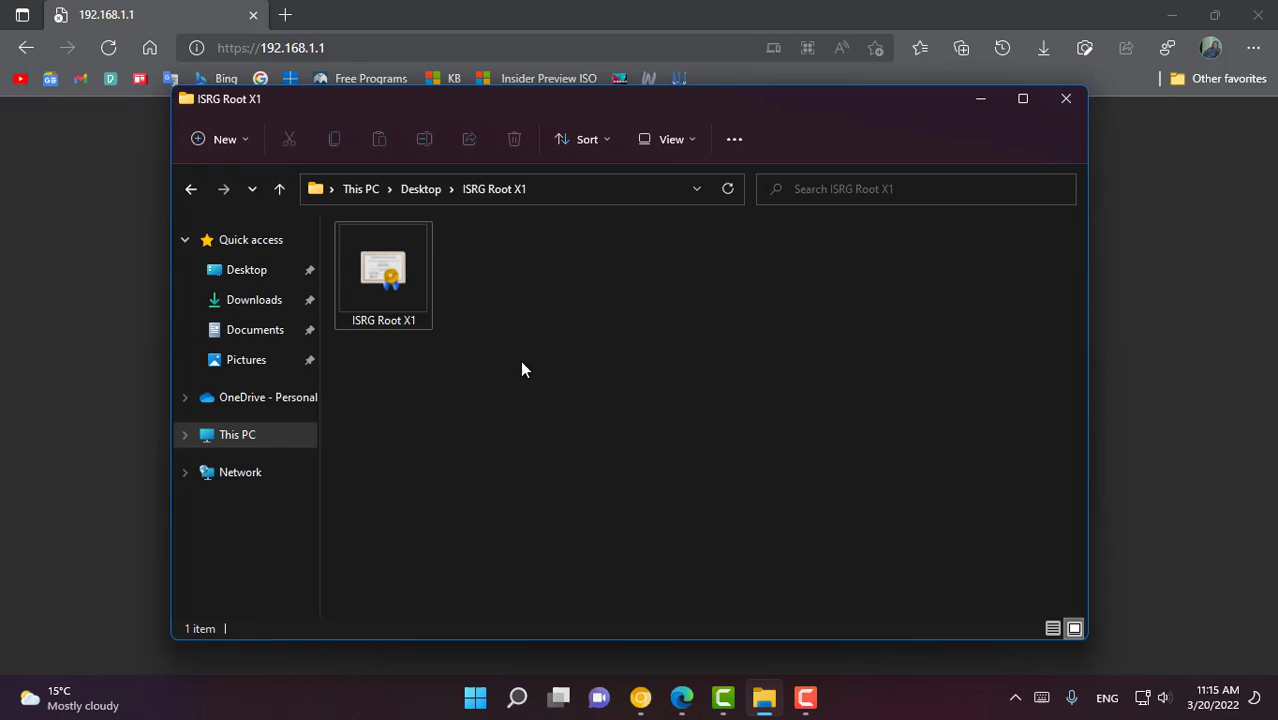 192.168.1.1
https://192.168.1.1
Bing
Free Programs
KB
Insider Preview ISO
Other favorites
ISRG Root X1
New
Sort
View
This PC
Desktop
ISRG Root X1
Search ISRG Root X1
Quick access
Desktop
Downloads
Documents
Pictures
OneDrive - Personal
This PC
Network
ISRG Root X1
1 item
15°C
Mostly cloudy
ENG
11:15 AM
3/20/2022